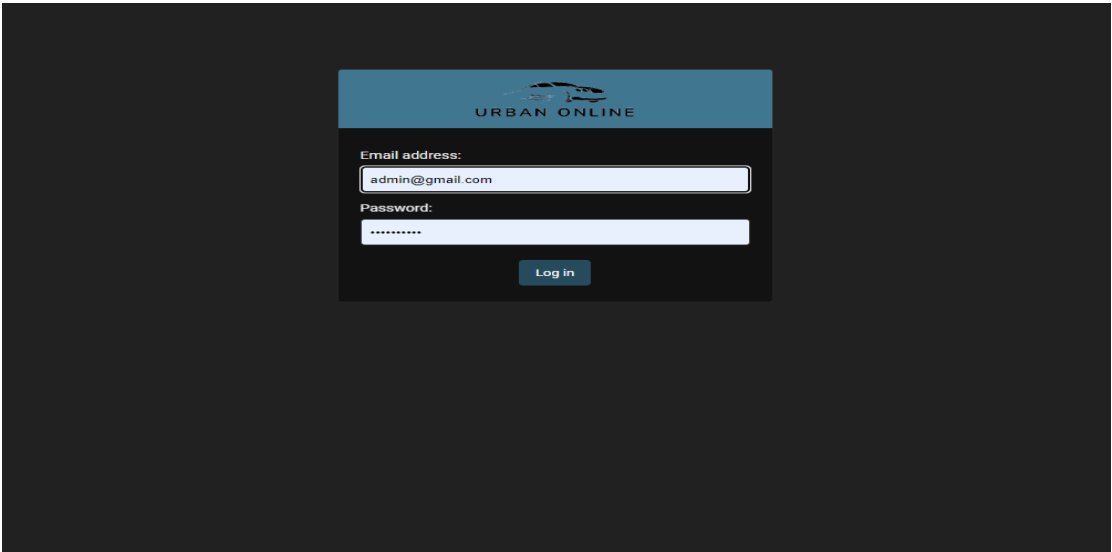 URBAN ONLINE
Email address:
admin@gmail.com
Password:
••••••••••
Log in